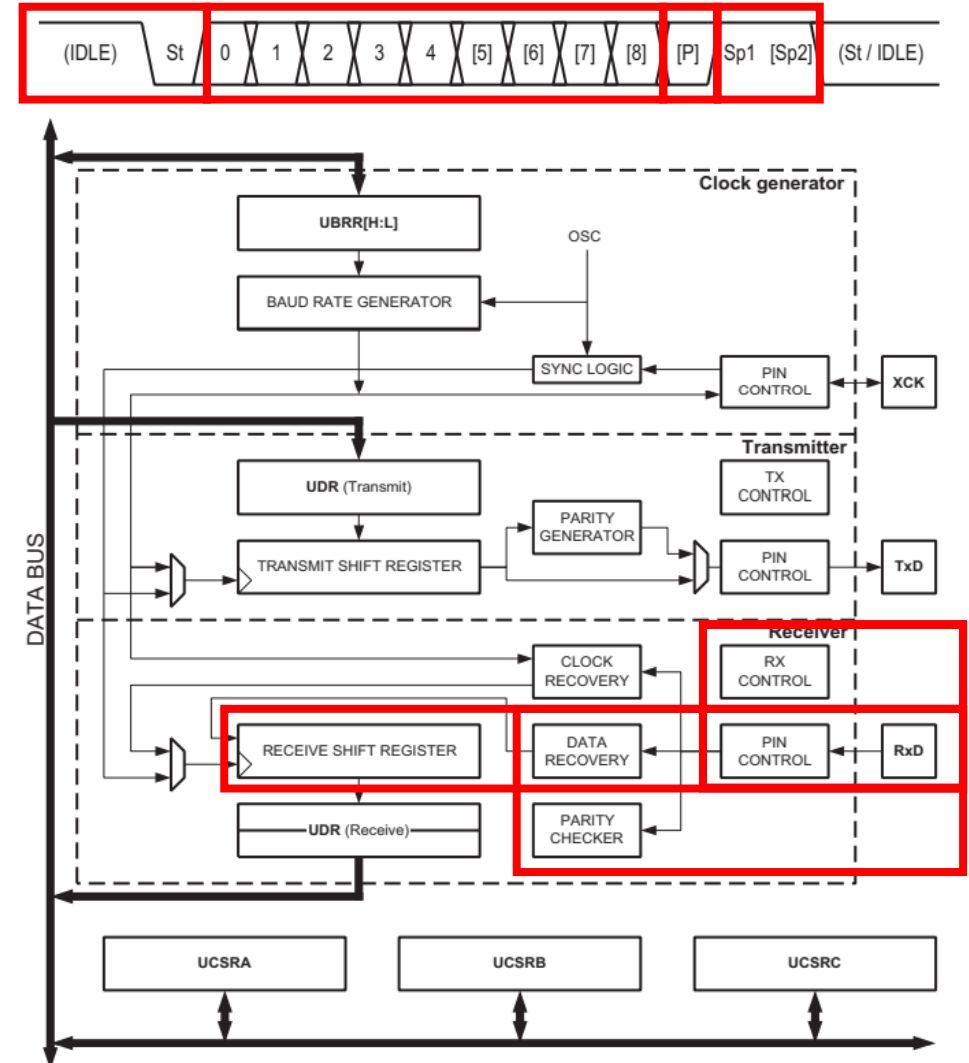 (IDLE) St 0 1 2 3 4 [5] [6] [7] [8] [P] Sp1 [Sp2] (St / IDLE)
Clock generator
UBRR[H:L]
OSC
BAUD RATE GENERATOR
SYNC LOGIC
PIN
CONTROL
XCK
Transmitter
UDR (Transmit)
TX
CONTROL
PARITY
GENERATOR
TRANSMIT SHIFT REGISTER
PIN
CONTROL
TxD
DATA BUS
Receiver
CLOCK
RECOVERY
RX
CONTROL
RECEIVE SHIFT REGISTER
DATA
RECOVERY
PIN
CONTROL
RxD
UDR (Receive)
PARITY
CHECKER
UCSRA
UCSRB
UCSRC